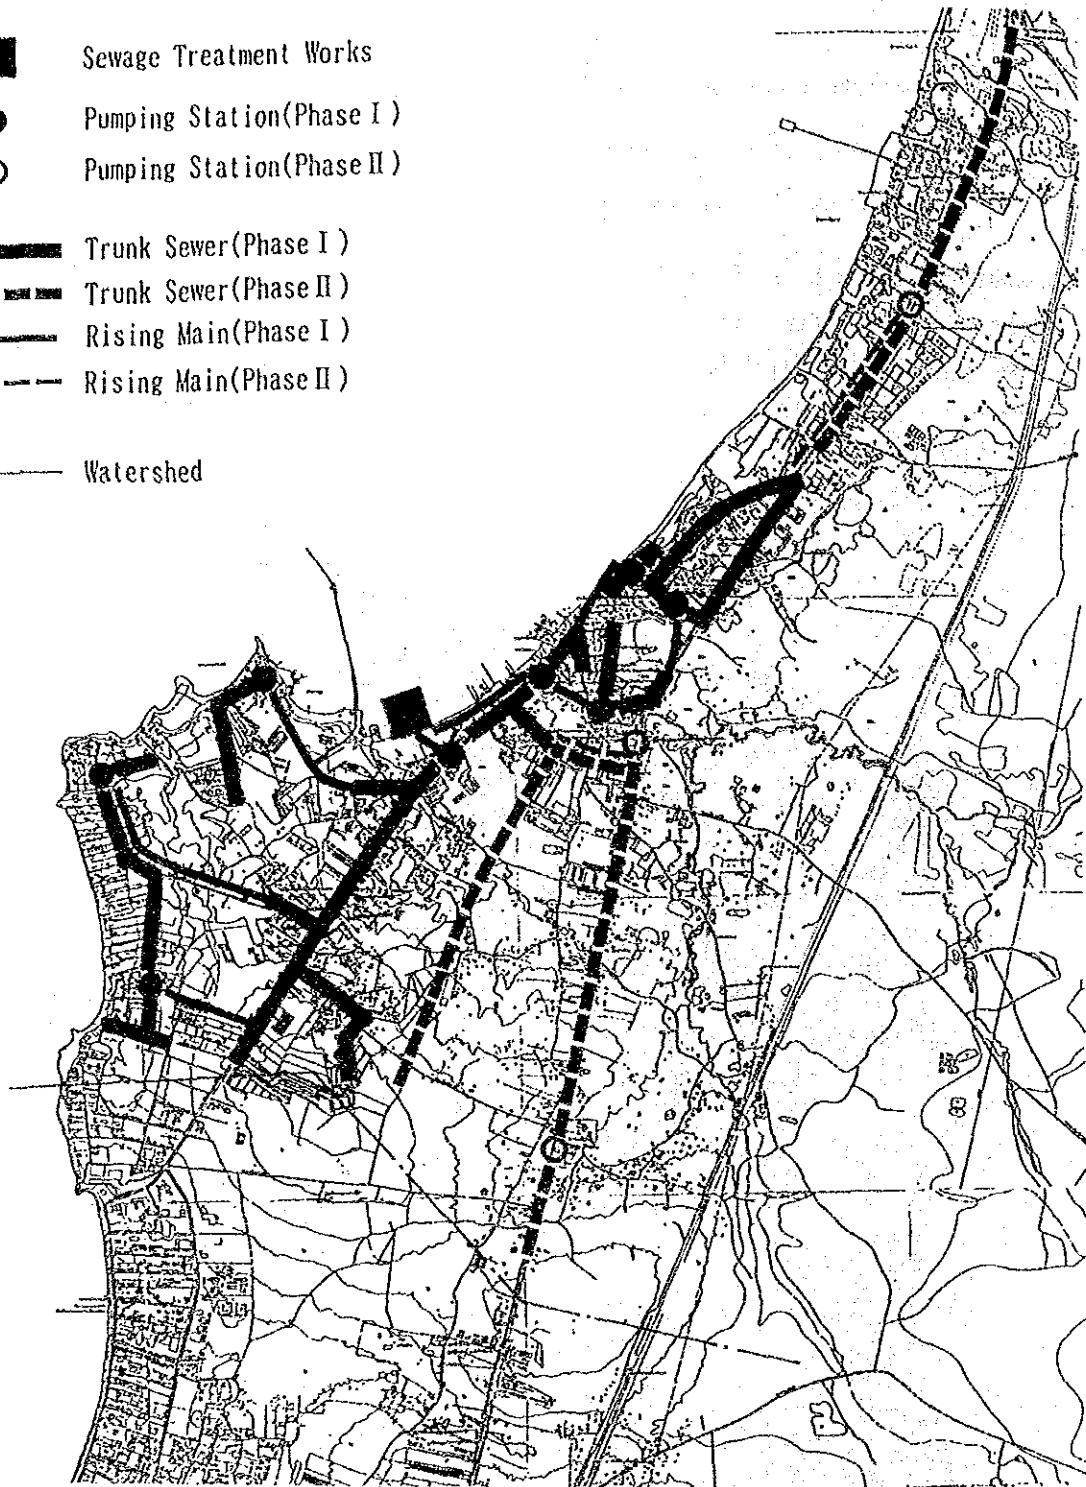 Sewage Treatment Works
Pumping Station(Phase I)
Pumping Station(Phase II)
Trunk Sewer(Phase I)
Trunk Sewer(Phase II)
Rising Main(Phase I)
Rising Main(Phase II)
Watershed